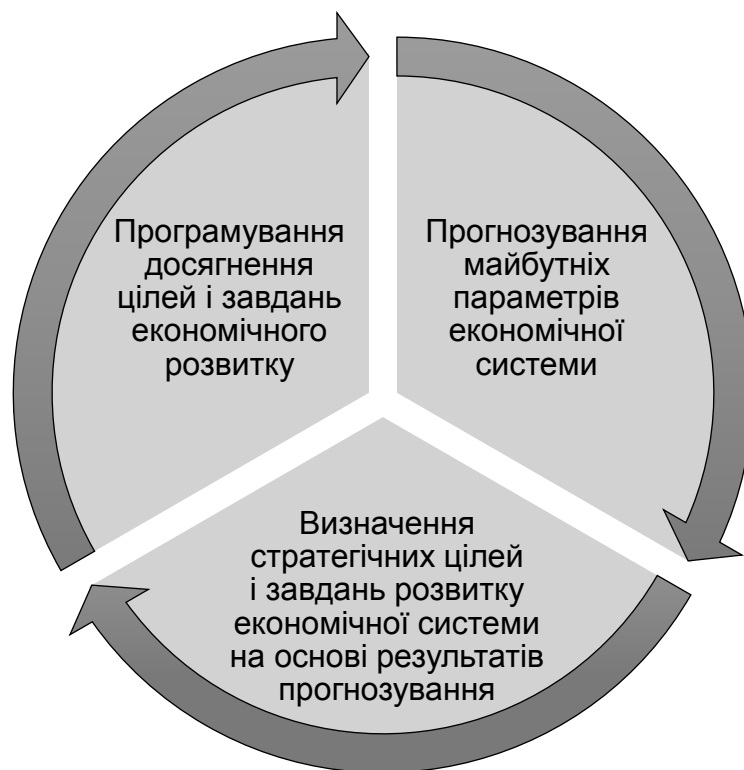 Програмування
досягнення
цілей і завдань
економічного
розвитку
Прогнозування
майбутніх
параметрів
економічної
системи
Визначення
стратегічних цілей
і завдань розвитку
економічної системи
на основі результатів
прогнозування